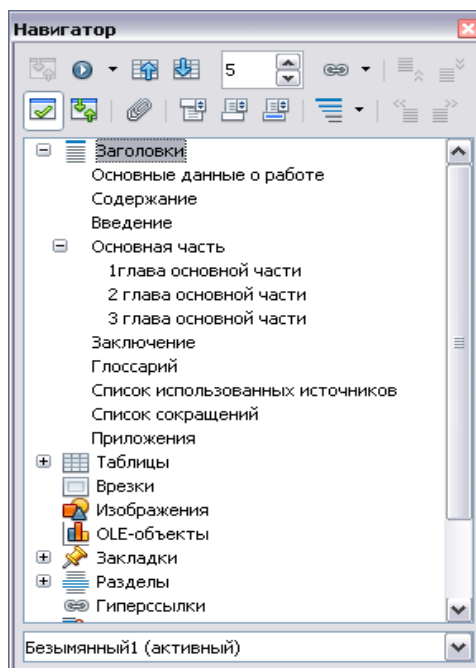 Навигатор
5
Заголовки
Основные данные о работе
Содержание
Введение
Основная часть
1глава основной части
2 глава основной части
3 глава основной части
Заключение
Глоссарий
Список использованных источников
Список сокращений
Приложения
Таблицы
Врезки
Изображения
OLE-объекты
Закладки
Разделы
Гиперссылки
Безымянный1 (активный)